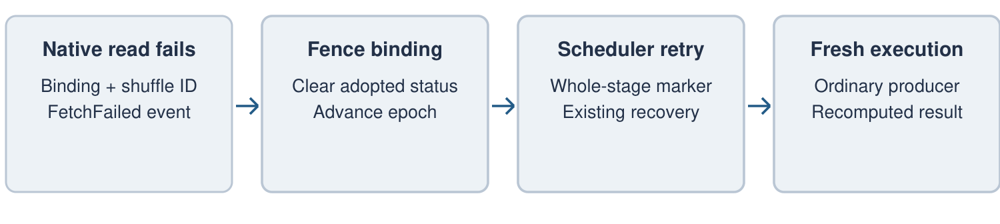 Native read fails
Binding + shuffle ID
FetchFailed event
Fence binding
Clear adopted status
Advance epoch
Scheduler retry
Whole-stage marker
Existing recovery
Fresh execution
Ordinary producer
Recomputed result